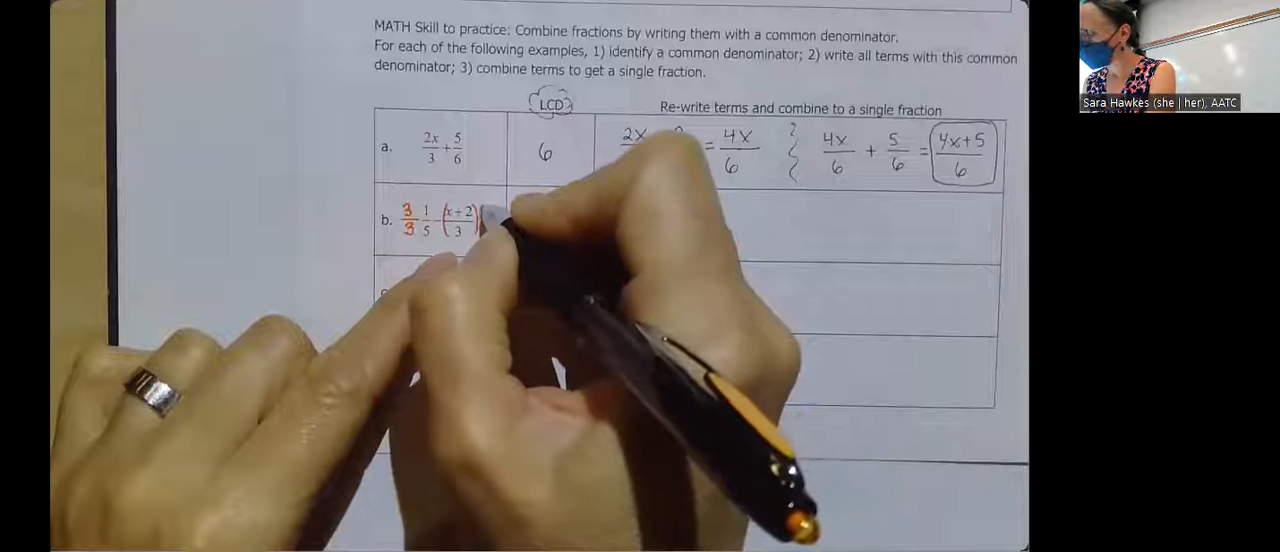 MATH Skill to practice: Combine fractions by writing them with a common denominator.
For each of the following examples, 1) identify a common denominator; 2) write all terms with this common
denominator; 3) combine terms to get a single fraction.
LCD
Re-write terms and combine to a single fraction
a. 2x/3 + 5/6
6
2x
= 4x/6
4x/6 + 5/6 = (4x+5)/6
b. 3/3 1/5 - (x+2/3)
Sara Hawkes (she | her), AATC